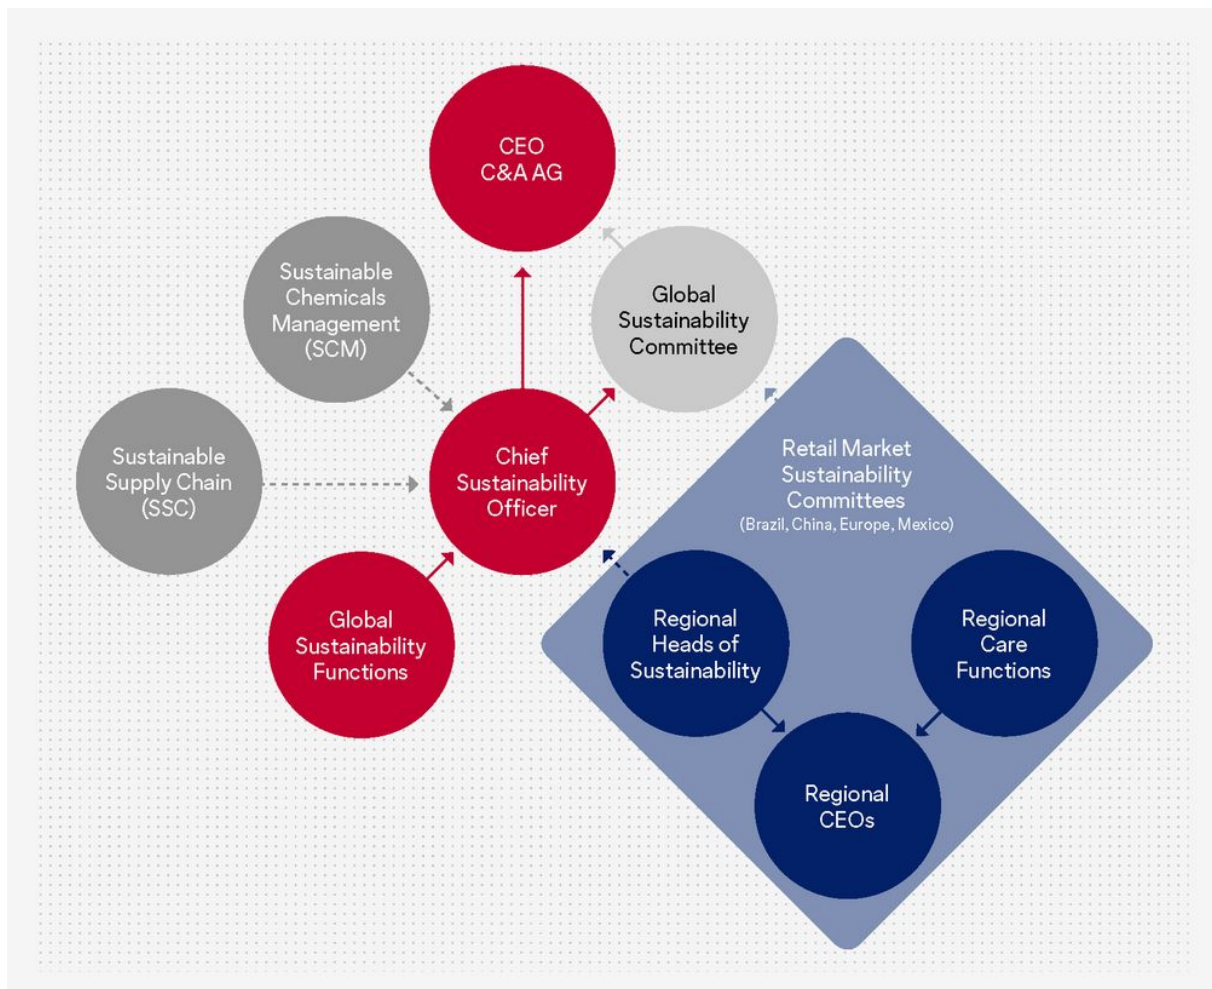 CEO
C&A AG
Sustainable
Chemicals
Management
(SCM)
Global
Sustainability
Committee
Sustainable
Supply Chain
(SSC)
Chief
Sustainability
Officer
Retail Market
Sustainability
Committees
(Brazil, China, Europe, Mexico)
Global
Sustainability
Functions
Regional
Heads of
Sustainability
Regional
Care
Functions
Regional
CEOs